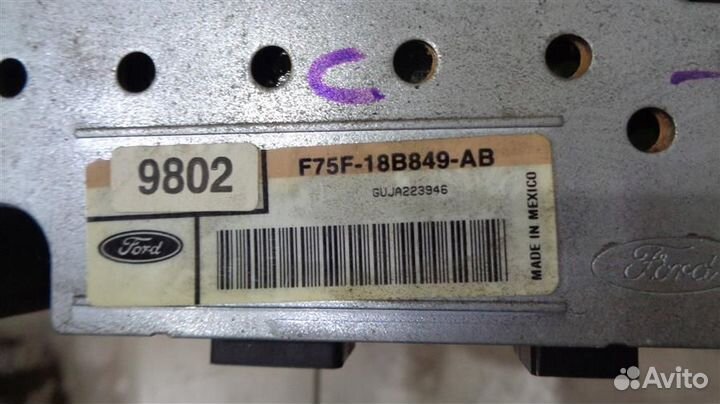 C
9802
F75F-18B849-AB
GUJA223946
Ford
MADE IN MEXICO
Ford
Avito